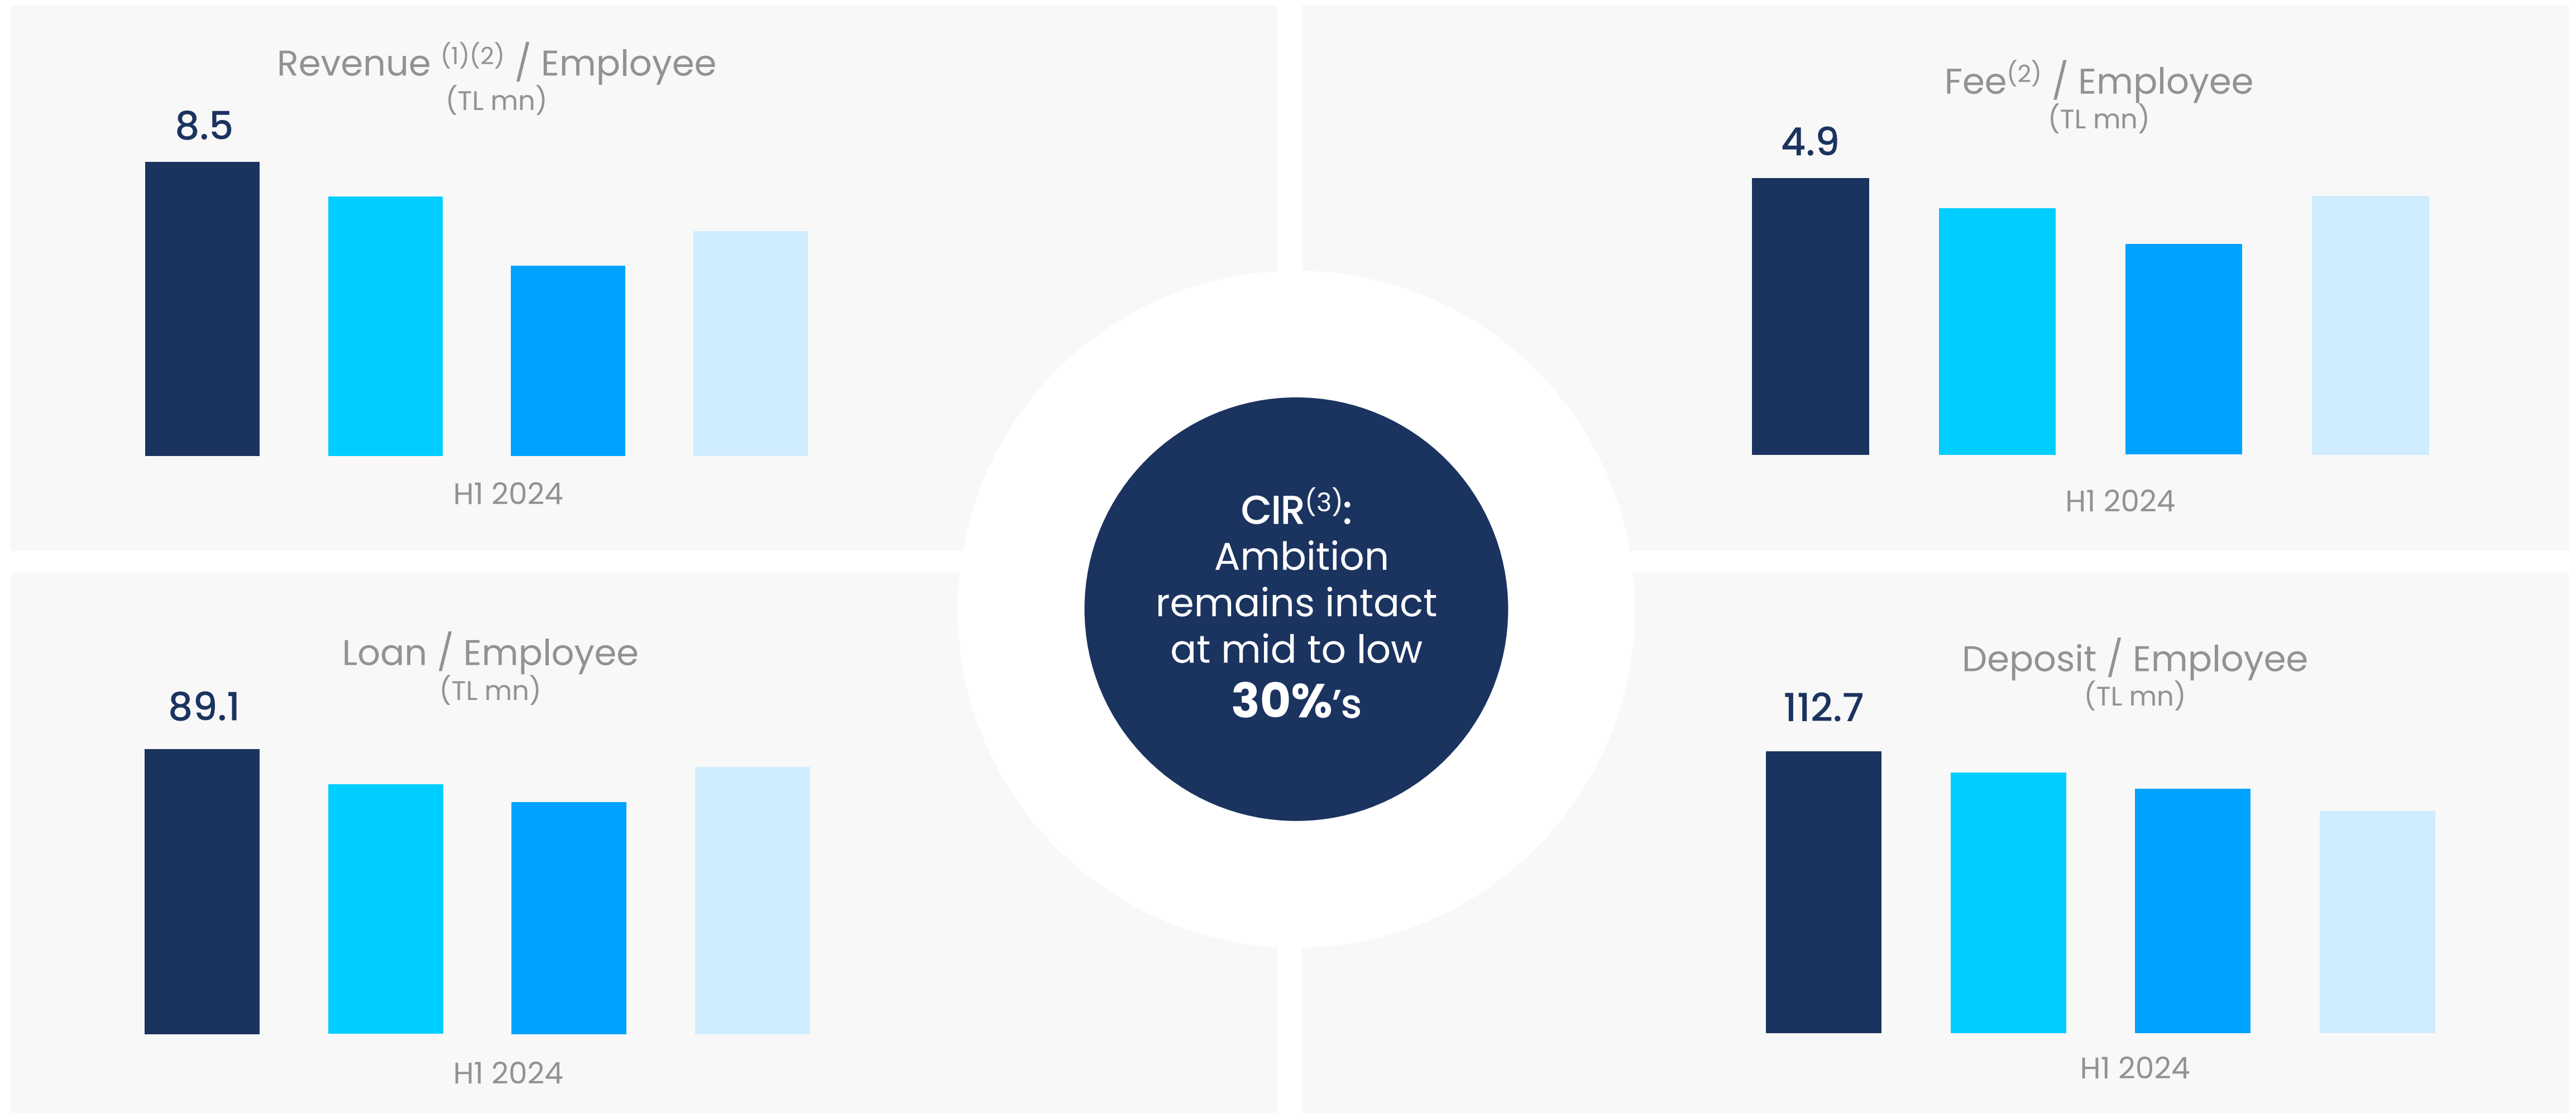 Revenue (1)(2) / Employee
(TL mn)
8.5
H1 2024
Fee(2) / Employee
(TL mn)
4.9
H1 2024
CIR(3):
Ambition
remains intact
at mid to low
30%’s
Loan / Employee
(TL mn)
89.1
H1 2024
Deposit / Employee
(TL mn)
112.7
H1 2024